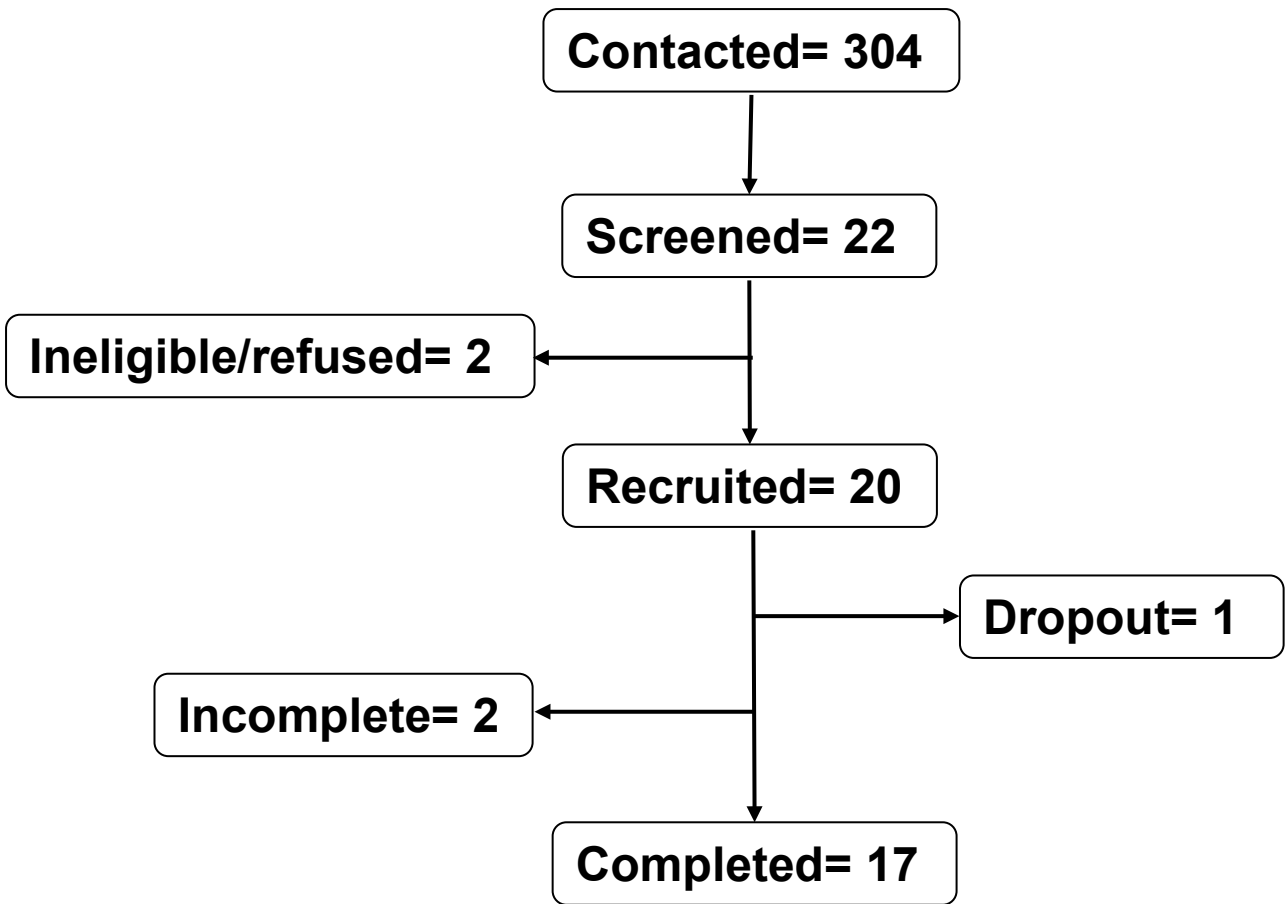 Contacted= 304
Screened= 22
Ineligible/refused= 2
Recruited= 20
Dropout= 1
Incomplete= 2
Completed= 17